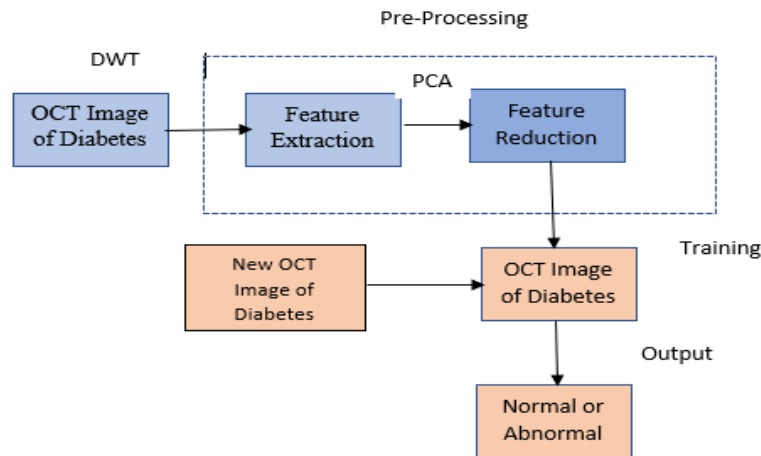 Pre-Processing
DWT
PCA
OCT Image
of Diabetes
Feature
Extraction
Feature
Reduction
Training
New OCT
Image of
Diabetes
OCT Image
of Diabetes
Output
Normal or
Abnormal